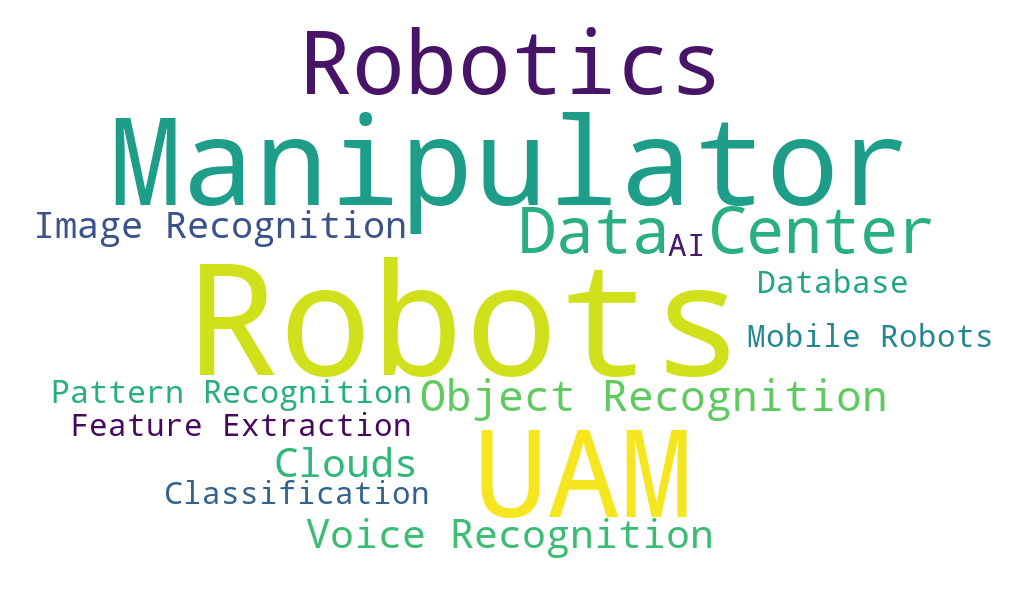 Robotics
Manipulator
Image Recognition
Data Center
AI
Robots
Database
Mobile Robots
Pattern Recognition
Object Recognition
Feature Extraction
UAM
Clouds
Classification
Voice Recognition